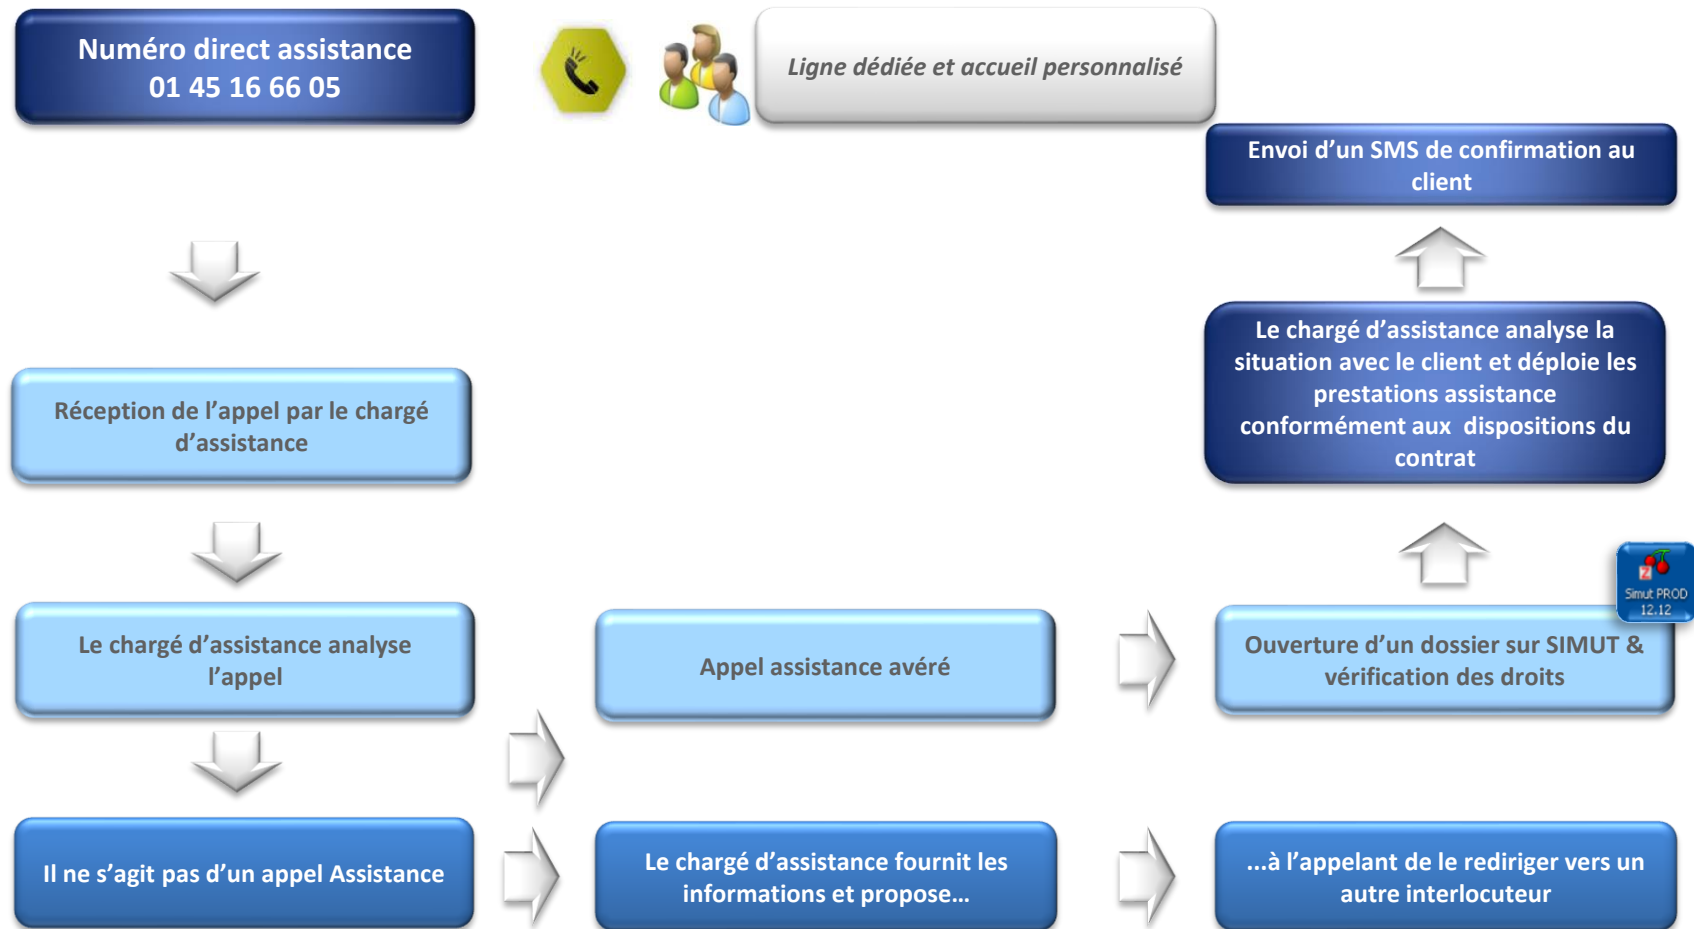 Numéro direct assistance
01 45 16 66 05
Ligne dédiée et accueil personnalisé
Envoi d’un SMS de confirmation au
client
Le chargé d’assistance analyse la
situation avec le client et déploie les
prestations assistance
conformément aux  dispositions du
contrat
Réception de l’appel par le chargé
d’assistance
Simut PROD
12.12
Le chargé d’assistance analyse
l’appel
Appel assistance avéré
Ouverture d’un dossier sur SIMUT &
vérification des droits
Il ne s’agit pas d’un appel Assistance
Le chargé d’assistance fournit les
informations et propose…
...à l’appelant de le rediriger vers un
autre interlocuteur